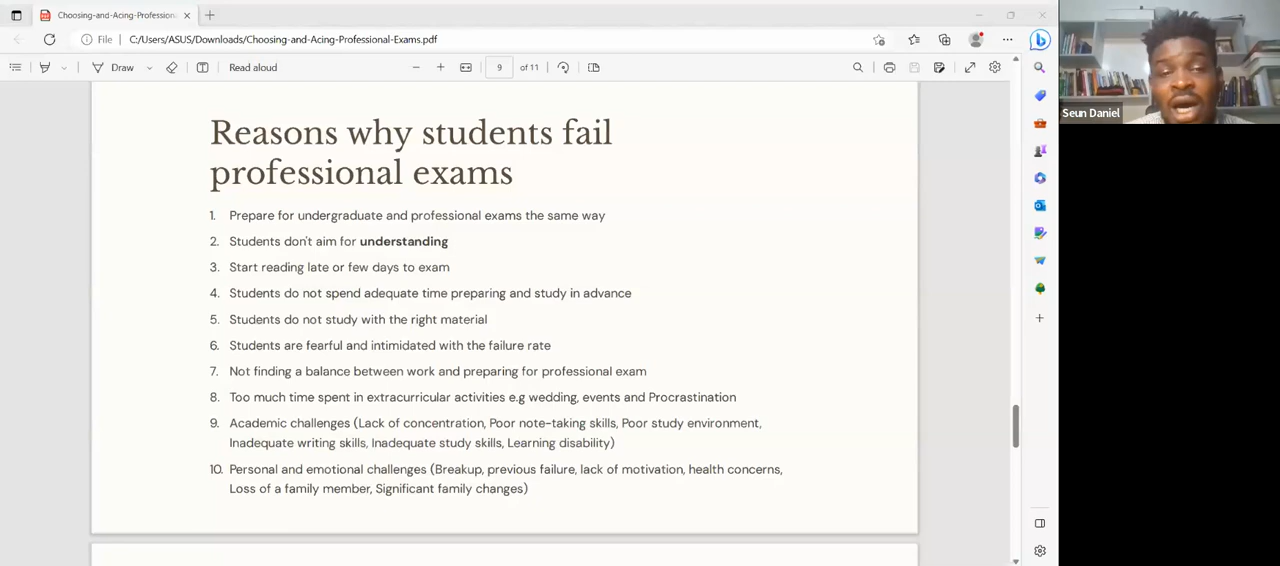 Choosing-and-Acing-Profession
File C:/Users/ASUS/Downloads/Choosing-and-Acing-Professional-Exams.pdf
Draw Read aloud 9 of 11
Seun Daniel
Reasons why students fail
professional exams
1. Prepare for undergraduate and professional exams the same way
2. Students don't aim for understanding
3. Start reading late or few days to exam
4. Students do not spend adequate time preparing and study in advance
5. Students do not study with the right material
6. Students are fearful and intimidated with the failure rate
7. Not finding a balance between work and preparing for professional exam
8. Too much time spent in extracurricular activities e.g wedding, events and Procrastination
9. Academic challenges (Lack of concentration, Poor note-taking skills, Poor study environment,
Inadequate writing skills, Inadequate study skills, Learning disability)
10. Personal and emotional challenges (Breakup, previous failure, lack of motivation, health concerns,
Loss of a family member, Significant family changes)